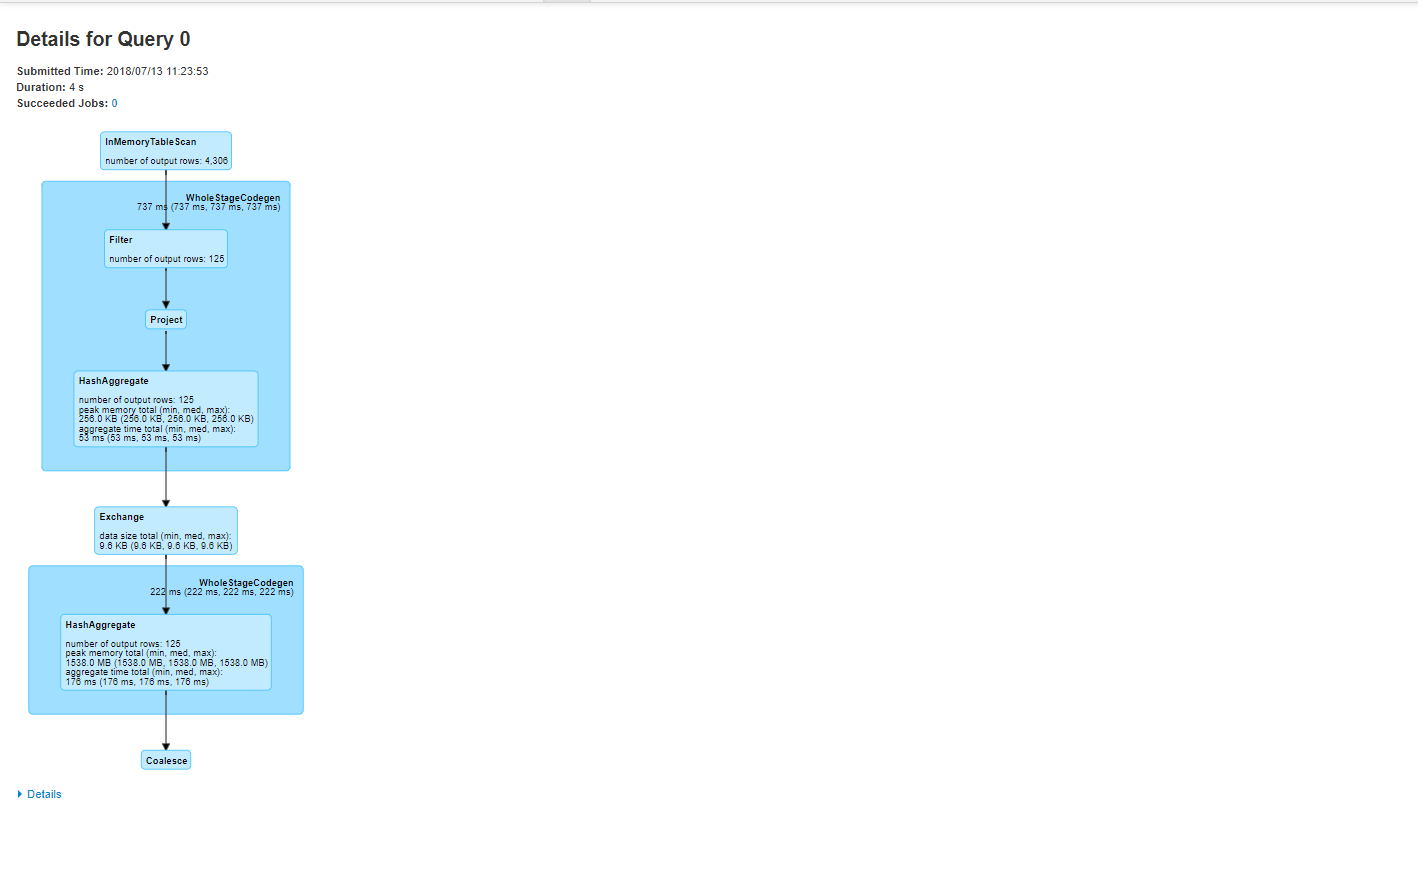 Details for Query 0
Submitted Time: 2018/07/13 11:23:53
Duration: 4 s
Succeeded Jobs: 0
InMemoryTableScan
number of output rows: 4,306
WholeStageCodegen
737 ms (737 ms, 737 ms, 737 ms)
Filter
number of output rows: 125
Project
HashAggregate
number of output rows: 125
peak memory total (min, med, max):
256.0 KB (256.0 KB, 256.0 KB, 256.0 KB)
aggregate time total (min, med, max):
53 ms (53 ms, 53 ms, 53 ms)
Exchange
data size total (min, med, max):
9.6 KB (9.6 KB, 9.6 KB, 9.6 KB)
WholeStageCodegen
222 ms (222 ms, 222 ms, 222 ms)
HashAggregate
number of output rows: 125
peak memory total (min, med, max):
1538.0 MB (1538.0 MB, 1538.0 MB, 1538.0 MB)
aggregate time total (min, med, max):
176 ms (176 ms, 176 ms, 176 ms)
Coalesce
Details